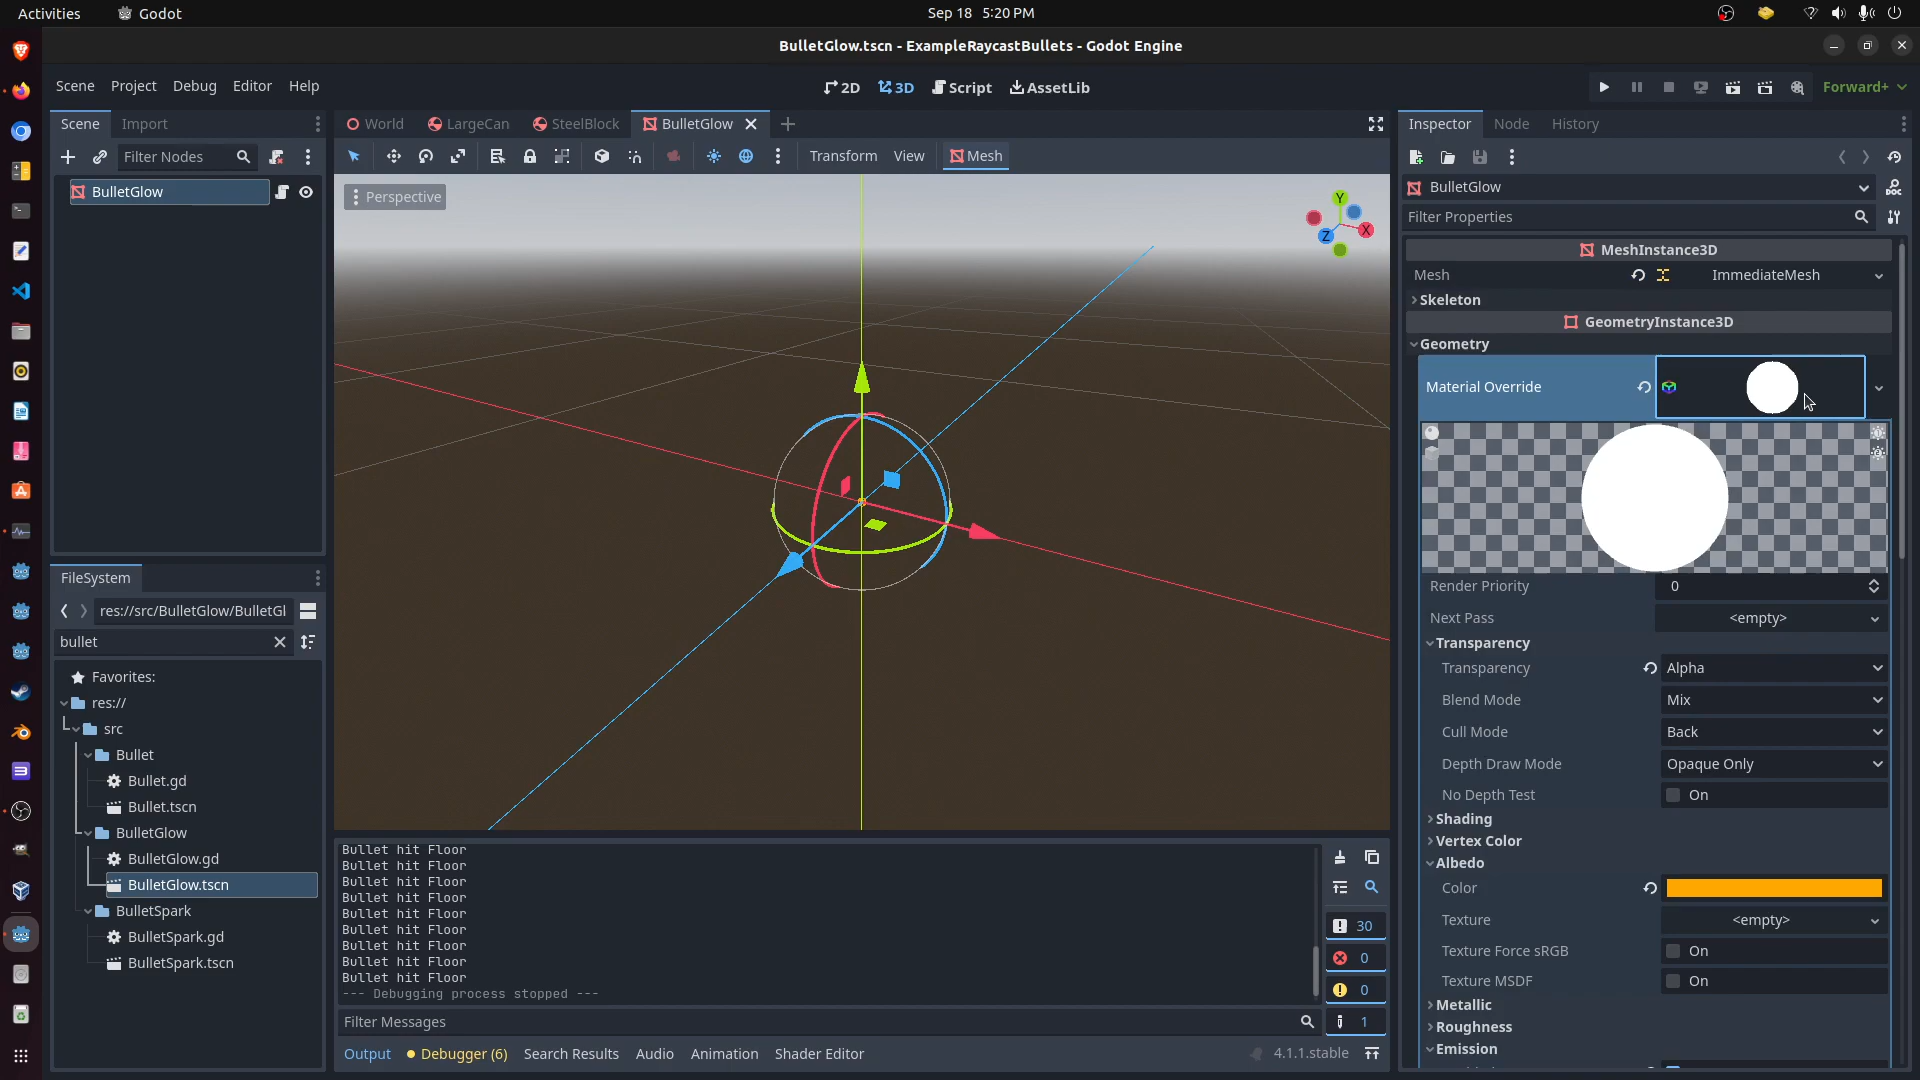 Activities
Godot
Sep 18 5:20 PM
BulletGlow.tscn - ExampleRaycastBullets - Godot Engine
Scene Project Debug Editor Help
2D 3D Script AssetLib
Forward+
Scene Import
World LargeCan SteelBlock BulletGlow
Inspector Node History
Filter Nodes
Transform View Mesh
BulletGlow
Perspective
Y
X
Z
BulletGlow
Filter Properties
MeshInstance3D
Mesh ImmediateMesh
Skeleton
GeometryInstance3D
Geometry
Material Override
Render Priority 0
Next Pass <empty>
Transparency
Transparency Alpha
Blend Mode Mix
Cull Mode Back
Depth Draw Mode Opaque Only
No Depth Test On
Shading
Vertex Color
Albedo
Color
Texture <empty>
Texture Force sRGB On
Texture MSDF On
Metallic
Roughness
Emission
FileSystem
res://src/BulletGlow/BulletGl
bullet
Favorites:
res://
src
Bullet
Bullet.gd
Bullet.tscn
BulletGlow
BulletGlow.gd
BulletGlow.tscn
BulletSpark
BulletSpark.gd
BulletSpark.tscn
Bullet hit Floor
Bullet hit Floor
Bullet hit Floor
Bullet hit Floor
Bullet hit Floor
Bullet hit Floor
Bullet hit Floor
Bullet hit Floor
Bullet hit Floor
--- Debugging process stopped ---
30
0
0
1
Filter Messages
Output Debugger (6) Search Results Audio Animation Shader Editor
4.1.1.stable